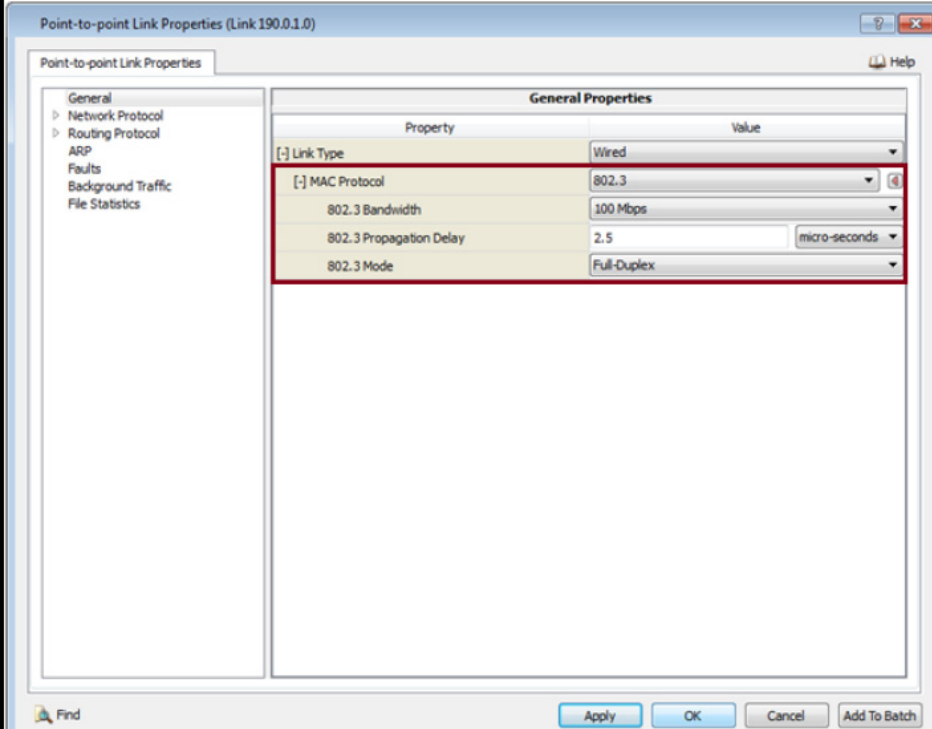 Point-to-point Link Properties (Link 190.0.1.0)
Point-to-point Link Properties
Help
General
Network Protocol
Routing Protocol
ARP
Faults
Background Traffic
File Statistics
General Properties
Property Value
[-] Link Type Wired
[-] MAC Protocol 802.3
802.3 Bandwidth 100 Mbps
802.3 Propagation Delay 2.5 micro-seconds
802.3 Mode Full-Duplex
Find
Apply OK Cancel Add To Batch